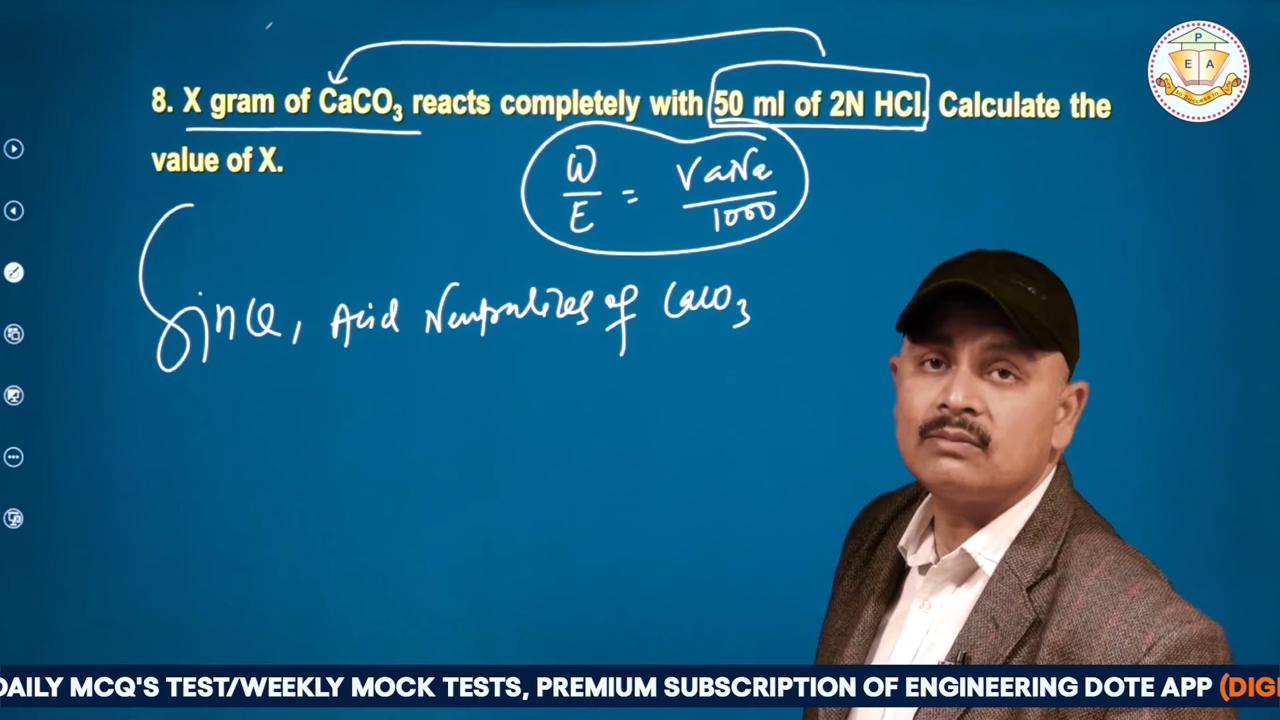 8. X gram of CaCO₃ reacts completely with 50 ml of 2N HCl. Calculate the
value of X.
W/E = VaNa/1000
Since, Acid Neutralizes of CaCO₃
P
E A
DAILY MCQ'S TEST/WEEKLY MOCK TESTS, PREMIUM SUBSCRIPTION OF ENGINEERING DOTE APP (DIGI